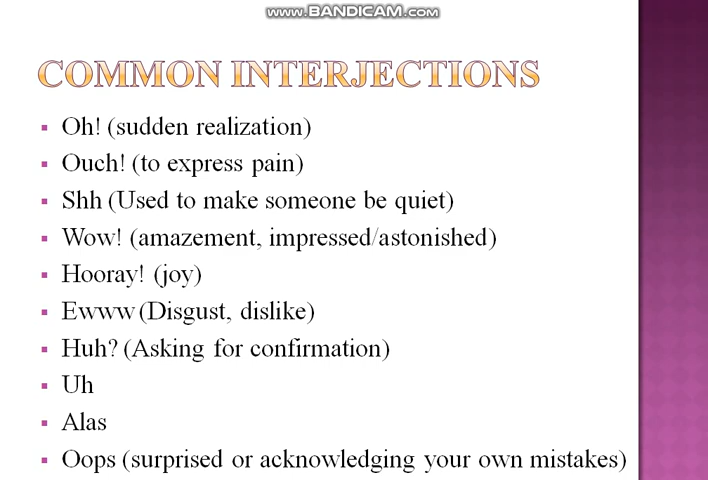 www.BANDICAM.com
COMMON INTERJECTIONS
▪ Oh! (sudden realization)
▪ Ouch! (to express pain)
▪ Shh (Used to make someone be quiet)
▪ Wow! (amazement, impressed/astonished)
▪ Hooray! (joy)
▪ Ewww (Disgust, dislike)
▪ Huh? (Asking for confirmation)
▪ Uh
▪ Alas
▪ Oops (surprised or acknowledging your own mistakes)